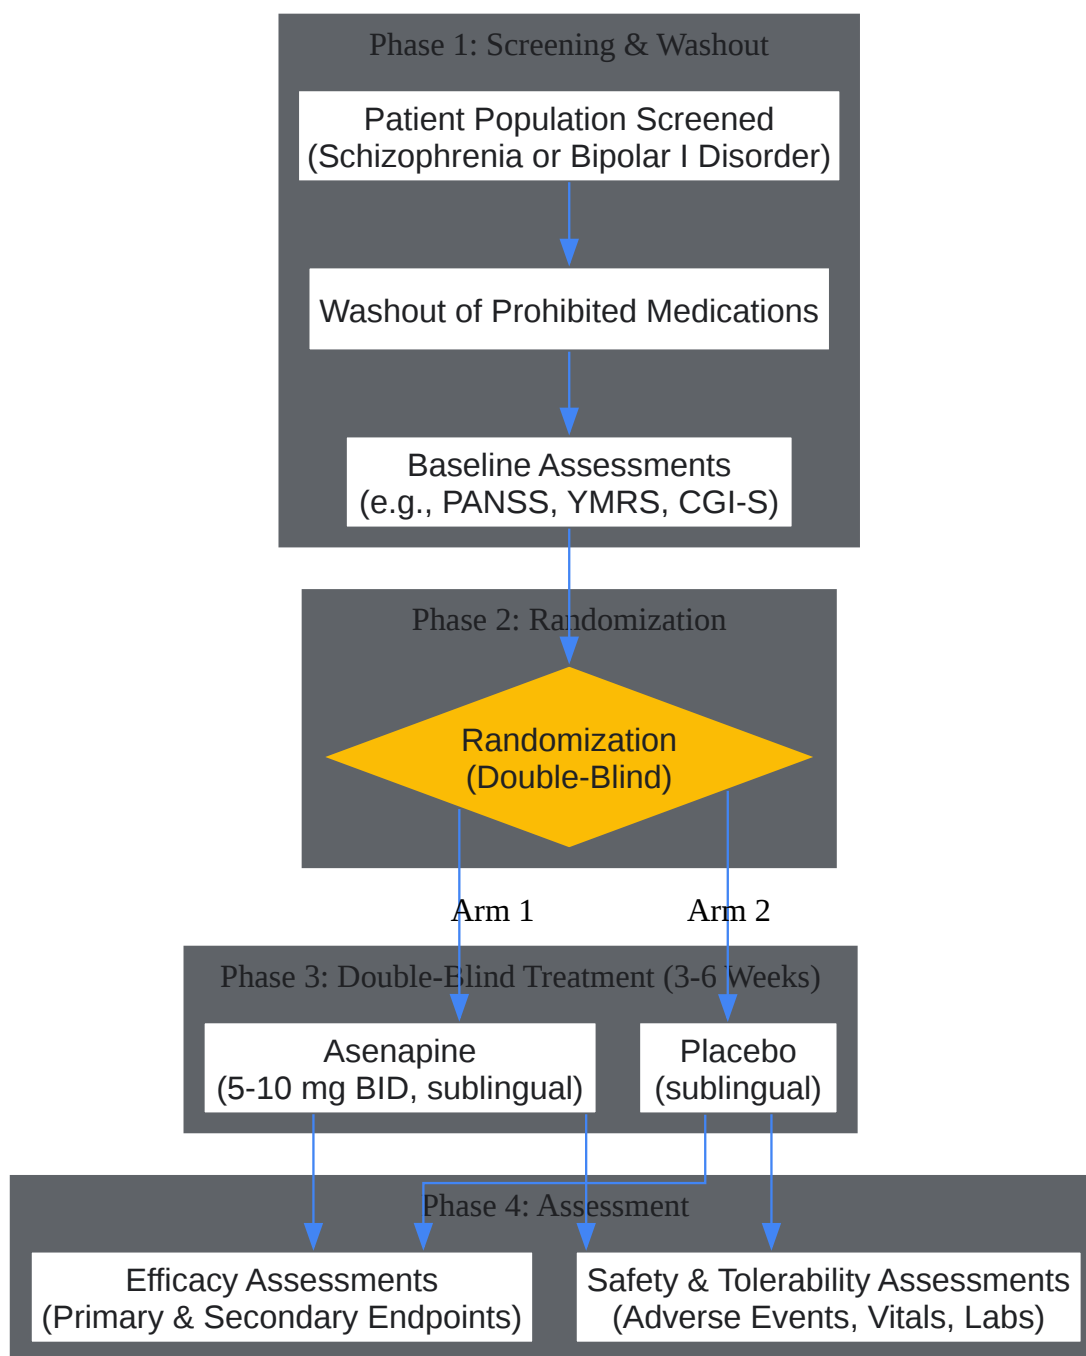 Phase 1: Screening & Washout
Patient Population Screened
(Schizophrenia or Bipolar I Disorder)
Washout of Prohibited Medications
Baseline Assessments
(e.g., PANSS, YMRS, CGI-S)
Phase 2: Randomization
Randomization
(Double-Blind)
Arm 1
Arm 2
Phase 3: Double-Blind Treatment (3-6 Weeks)
Asenapine
(5-10 mg BID, sublingual)
Placebo
(sublingual)
Phase 4: Assessment
Efficacy Assessments
(Primary & Secondary Endpoints)
Safety & Tolerability Assessments
(Adverse Events, Vitals, Labs)